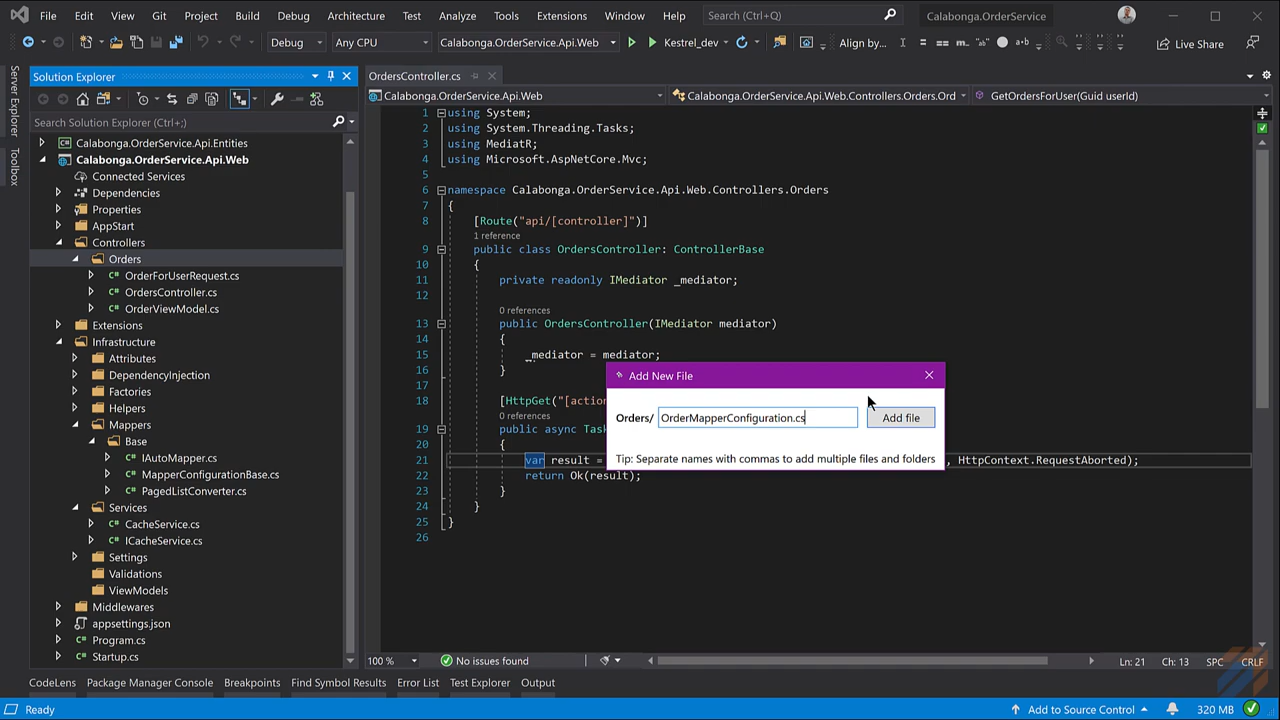 File Edit View Git Project Build Debug Architecture Test Analyze Tools Extensions Window Help Search (Ctrl+Q) Calabonga.OrderService
Debug Any CPU Calabonga.OrderService.Api.Web Kestrel_dev Align by... Live Share
Server Explorer
Toolbox
Solution Explorer
Search Solution Explorer (Ctrl+;)
Calabonga.OrderService.Api.Entities
Calabonga.OrderService.Api.Web
Connected Services
Dependencies
Properties
AppStart
Controllers
Orders
OrderForUserRequest.cs
OrdersController.cs
OrderViewModel.cs
Extensions
Infrastructure
Attributes
DependencyInjection
Factories
Helpers
Mappers
Base
IAutoMapper.cs
MapperConfigurationBase.cs
PagedListConverter.cs
Services
CacheService.cs
ICacheService.cs
Settings
Validations
ViewModels
Middlewares
appsettings.json
Program.cs
Startup.cs
OrdersController.cs
Calabonga.OrderService.Api.Web Calabonga.OrderService.Api.Web.Controllers.Orders.Ord GetOrdersForUser(Guid userId)
1 using System;
2 using System.Threading.Tasks;
3 using MediatR;
4 using Microsoft.AspNetCore.Mvc;
5
6 namespace Calabonga.OrderService.Api.Web.Controllers.Orders
7 {
8 [Route("api/[controller]")]
1 reference
9 public class OrdersController: ControllerBase
10 {
11 private readonly IMediator _mediator;
12
0 references
13 public OrdersController(IMediator mediator)
14 {
15 _mediator = mediator;
16 }
17
18 [HttpGet("[action
0 references
19 public async Task
20 {
21 var result = , HttpContext.RequestAborted);
22 return Ok(result);
23 }
24 }
25 }
26
Add New File
Orders/ OrderMapperConfiguration.cs Add file
Tip: Separate names with commas to add multiple files and folders
100 % No issues found Ln: 21 Ch: 13 SPC CRLF
CodeLens Package Manager Console Breakpoints Find Symbol Results Error List Test Explorer Output
Ready Add to Source Control 320 MB